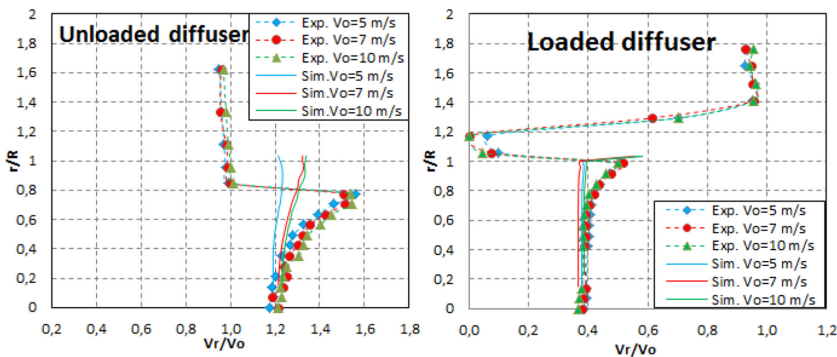 Unloaded diffuser
Exp. Vo=5 m/s
Exp. Vo=7 m/s
Exp. Vo=10 m/s
Sim.Vo=5 m/s
Sim.Vo=7 m/s
Sim.Vo=10 m/s
r/R
2
1,8
1,6
1,4
1,2
1
0,8
0,6
0,4
0,2
0
0,2 0,4 0,6 0,8 1,0 1,2 1,4 1,6 1,8
Vr/Vo
Loaded diffuser
r/R
2
1,8
1,6
1,4
1,2
1
0,8
0,6
0,4
0,2
0
Exp. Vo=5 m/s
Exp. Vo=7 m/s
Exp. Vo=10 m/s
Sim. Vo=5 m/s
Sim. Vo=7 m/s
Sim. Vo=10 m/s
0,0 0,2 0,4 0,6 0,8 1,0 1,2
Vr/Vo